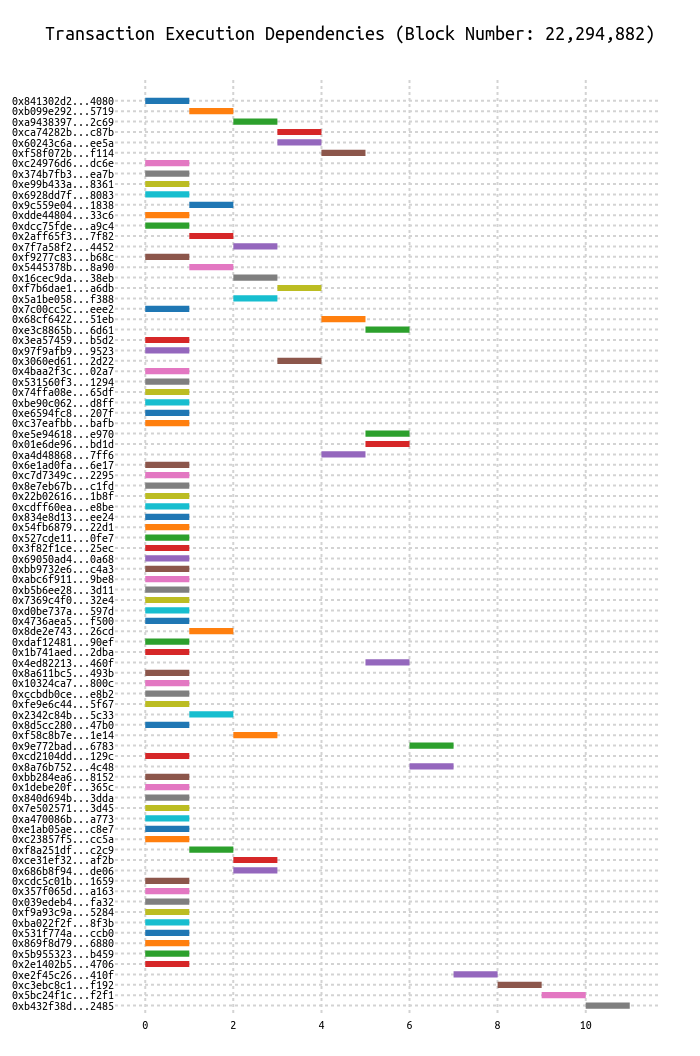 Transaction Execution Dependencies (Block Number: 22,294,882)
0x841302d2...4080
0xb099e292...5719
0xa9438397...2c69
0xca74282b...c87b
0x60243c6a...ee5a
0xf58f072b...f114
0xc24976d6...dc6e
0x374b7fb3...ea7b
0xe99b433a...8361
0x6928dd7f...8083
0x9c559e04...1838
0xdde44804...33c6
0xdcc75fde...a9c4
0x2aff65f3...7f82
0x7f7a58f2...4452
0xf9277c83...b68c
0x5445378b...8a90
0x16cec9da...38eb
0xf7b6dae1...a6db
0x5a1be058...f388
0x7c00cc5c...eee2
0x68cf6422...51eb
0xe3c8865b...6d61
0x3ea57459...b5d2
0x97f9afb9...9523
0x3060ed61...2d22
0x4baa2f3c...02a7
0x531560f3...1294
0x74ffa08e...65df
0xbe90c062...d8ff
0xe6594fc8...207f
0xc37eafbb...bafb
0xe5e94618...e970
0x01e6de96...bd1d
0xa4d48868...7ff6
0x6e1ad0fa...6e17
0xc7d7349c...2295
0x8e7eb67b...c1fd
0x22b02616...1b8f
0xcdff60ea...e8be
0x834e8d13...ee24
0x54fb6879...22d1
0x527cde11...0fe7
0x3f82f1ce...25ec
0x69050ad4...0a68
0xbb9732e6...c4a3
0xabc6f911...9be8
0xb5b6ee28...3d11
0x7369c4f0...32e4
0xd0be737a...597d
0x4736aea5...f500
0x8de2e743...26cd
0xdaf12481...90ef
0x1b741aed...2dba
0x4ed82213...460f
0x8a611bc5...493b
0x10324ca7...800c
0xccbdb0ce...e8b2
0xfe9e6c44...5f67
0x2342c84b...5c33
0x8d5cc280...47b0
0xf58c8b7e...1e14
0x9e772bad...6783
0xcd2104dd...129c
0x8a76b752...4c48
0xbb284ea6...8152
0x1debe20f...365c
0x840d694b...3dda
0x7e502571...3d45
0xa470086b...a773
0xe1ab05ae...c8e7
0xc23857f5...cc5a
0xf8a251df...c2c9
0xce31ef32...af2b
0x686b8f94...de06
0xcdc5c01b...1659
0x357f065d...a163
0x039edeb4...fa32
0xf9a93c9a...5284
0xba022f2f...8f3b
0x531f774a...ccb0
0x869f8d79...6880
0x5b955323...b459
0x2e1402b5...4706
0xe2f45c26...410f
0xc3ebc8c1...f192
0x5bc24f1c...f2f1
0xb432f38d...2485
0 2 4 6 8 10